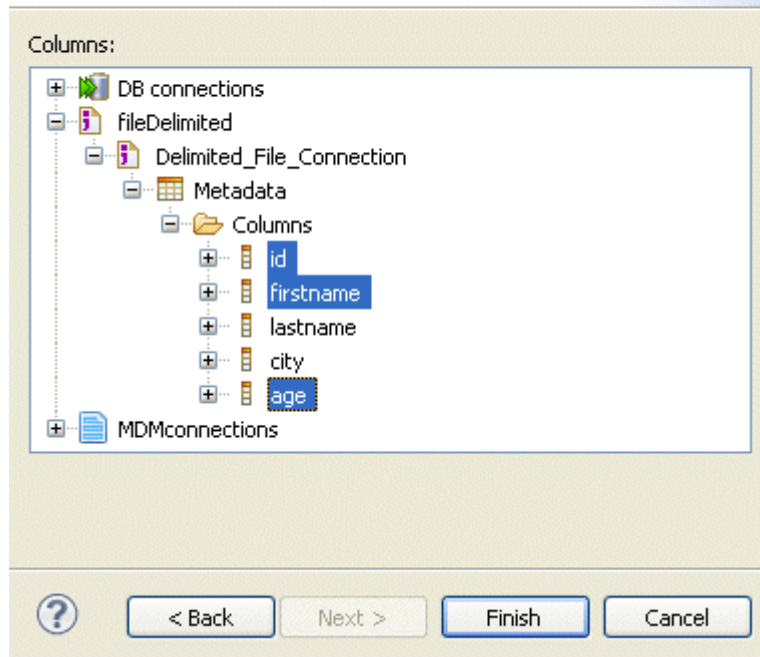 Columns:
DB connections
fileDelimited
Delimited_File_Connection
Metadata
Columns
id
firstname
lastname
city
age
MDMconnections
? < Back Next > Finish Cancel